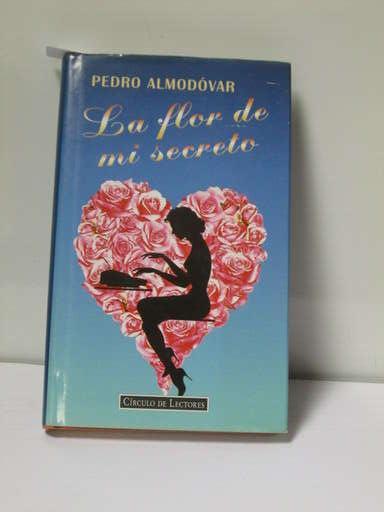 PEDRO ALMODÓVAR
La flor de
mi secreto
CÍRCULO DE LECTORES